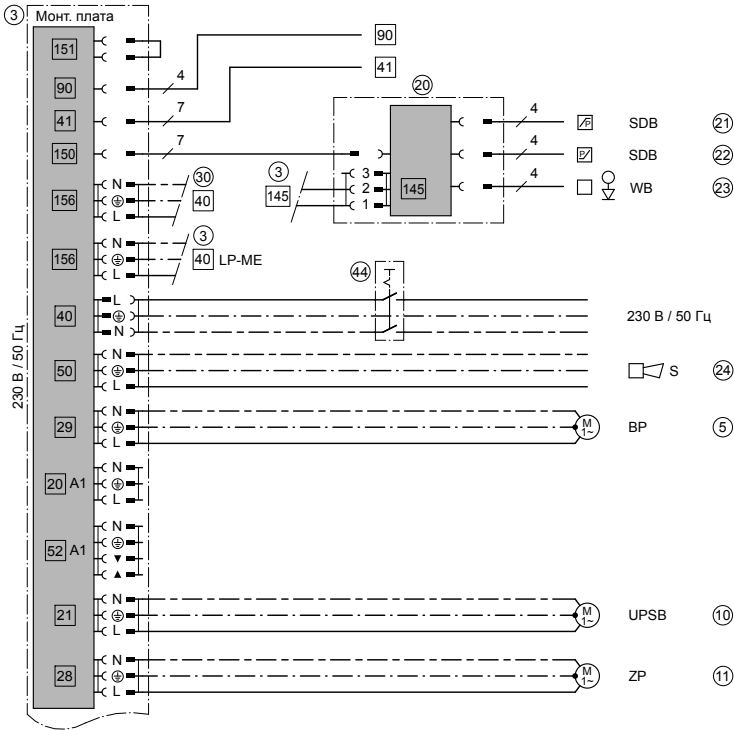 3 Монт. плата
151
90 4 90
41 7 41
20
150 7
4 P SDB 21
4 P SDB 22
4 WB 23
3 145
3
2
1
145
156 N 30
40
L
156 N 3
40 LP-ME
L
44
40 L
N
230 В / 50 Гц
230 В / 50 Гц
50 N
S 24
L
29 N
M 1~ BP 5
L
20 A1 N
L
52 A1 N
21 N
M 1~ UPSB 10
L
28 N
M 1~ ZP 11
L